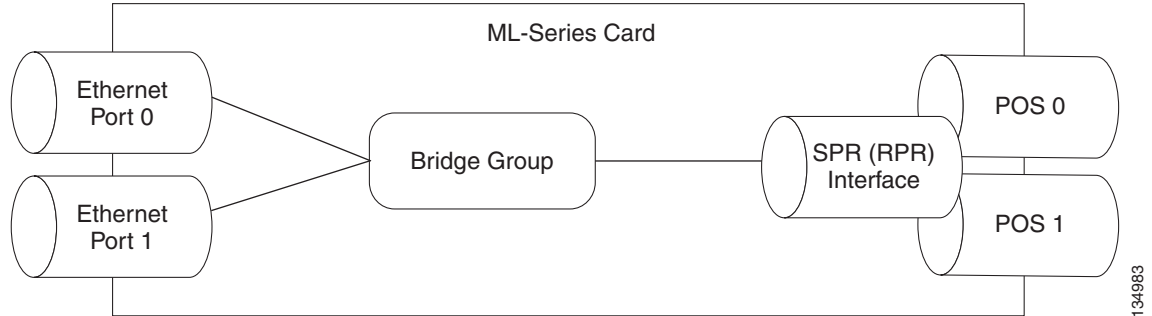 ML-Series Card
Ethernet
Port 0
Ethernet
Port 1
Bridge Group
SPR (RPR)
Interface
POS 0
POS 1
134983